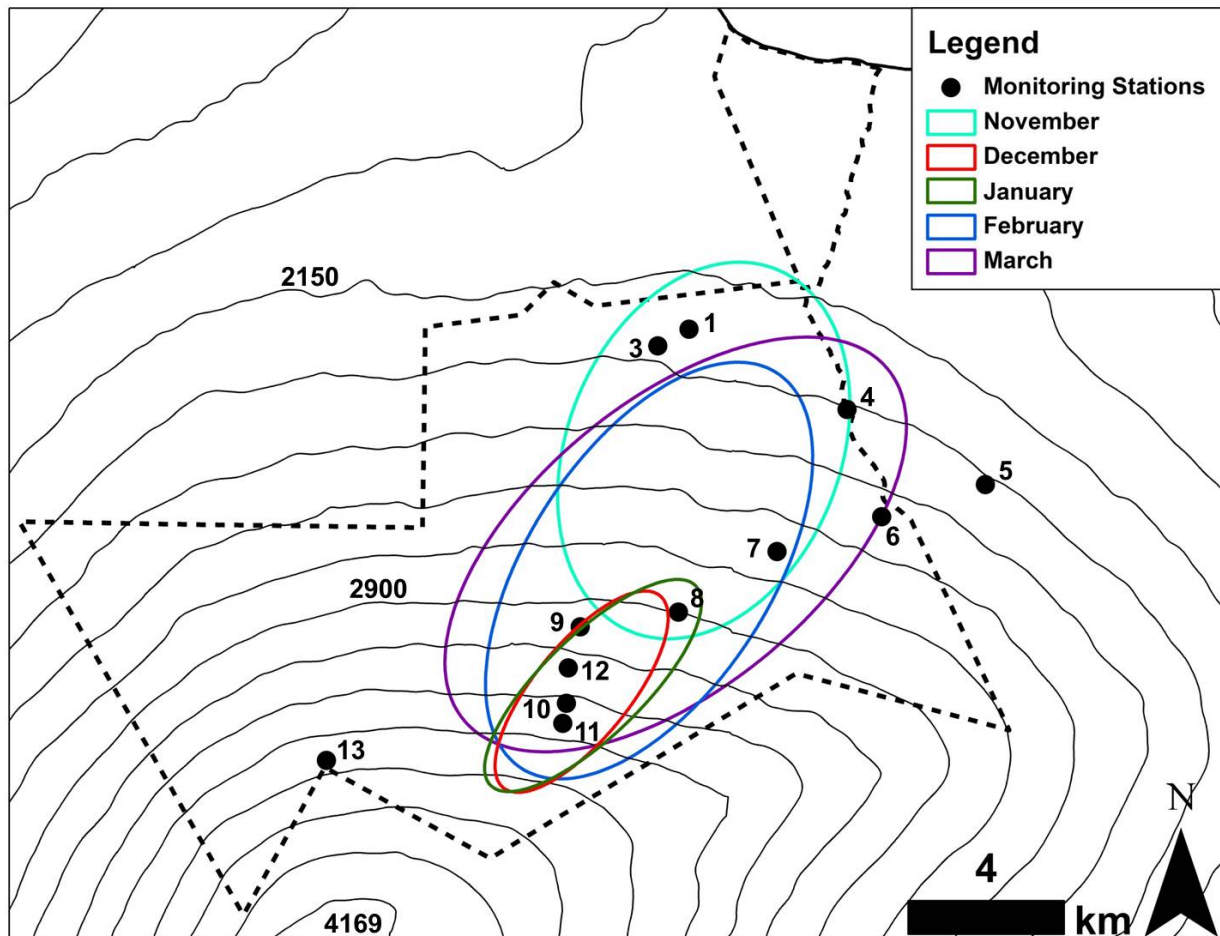 Legend
Monitoring Stations
November
December
January
February
March
2150
1
3
4
5
6
7
2900
8
9
12
10
11
13
4169
N
4
km